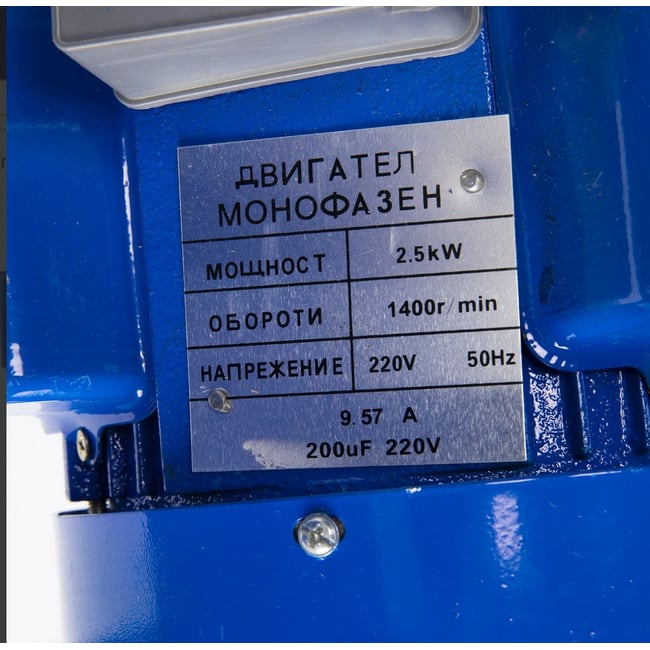 ДВИГАТЕЛ
МОНОФАЗЕН
МОЩНОСТ 2.5kW
ОБОРОТИ 1400r/min
НАПРЕЖЕНИЕ 220V 50Hz
9.57 A
200uF 220V